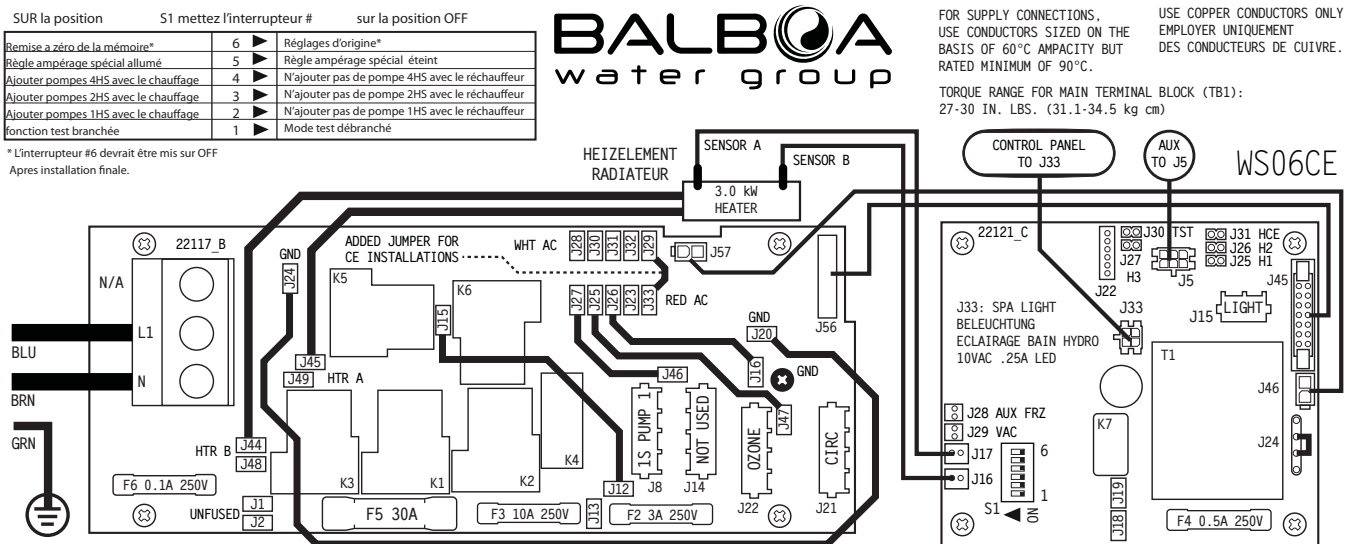 SUR la position S1 mettez l'interrupteur # sur la position OFF
Remise a zéro de la mémoire* 6 ► Réglages d'origine*
Règle ampérage spécial allumé 5 ► Règle ampérage spécial éteint
Ajouter pompes 4HS avec le chauffage 4 ► N'ajouter pas de pompe 4HS avec le réchauffeur
Ajouter pompes 2HS avec le chauffage 3 ► N'ajouter pas de pompe 2HS avec le réchauffeur
Ajouter pompes 1HS avec le chauffage 2 ► N'ajouter pas de pompe 1HS avec le réchauffeur
fonction test branchée 1 ► Mode test débranché
* L'interrupteur #6 devrait être mis sur OFF
Apres installation finale.
BALBOA
water group
FOR SUPPLY CONNECTIONS,
USE CONDUCTORS SIZED ON THE
BASIS OF 60°C AMPACITY BUT
RATED MINIMUM OF 90°C.
USE COPPER CONDUCTORS ONLY
EMPLOYER UNIQUEMENT
DES CONDUCTEURS DE CUIVRE.
TORQUE RANGE FOR MAIN TERMINAL BLOCK (TB1):
27-30 IN. LBS. (31.1-34.5 kg cm)
HEIZELEMENT
RADIATEUR
SENSOR A
SENSOR B
3.0 kW
HEATER
CONTROL PANEL
TO J33
AUX
TO J5
WS06CE
22117_B
N/A
L1
N
BLU
BRN
GRN
GND
J24
ADDED JUMPER FOR
CE INSTALLATIONS
WHT AC
J28
J30
J31
J32
J29
J57
K5
K6
J15
J27
J25
J26
J23
J33
RED AC
J56
GND
J20
J45
J49
HTR A
J46
J16
GND
J44
HTR B
J48
K3
K1
K2
K4
J12
1S PUMP 1
J8
NOT USED
J14
OZONE
J22
J47
CIRC
J21
F6 0.1A 250V
UNFUSED
J1
J2
F5 30A
F3 10A 250V
J13
F2 3A 250V
22121_C
J30 TST
J27
H3
J22
J5
J31 HCE
J26 H2
J25 H1
J45
J33: SPA LIGHT
BELEUCHTUNG
ECLAIRAGE BAIN HYDRO
10VAC .25A LED
J33
J15
LIGHT
T1
J46
J28 AUX FRZ
J29 VAC
J17
J16
6
1
S1
ON
K7
J19
J18
J24
F4 0.5A 250V